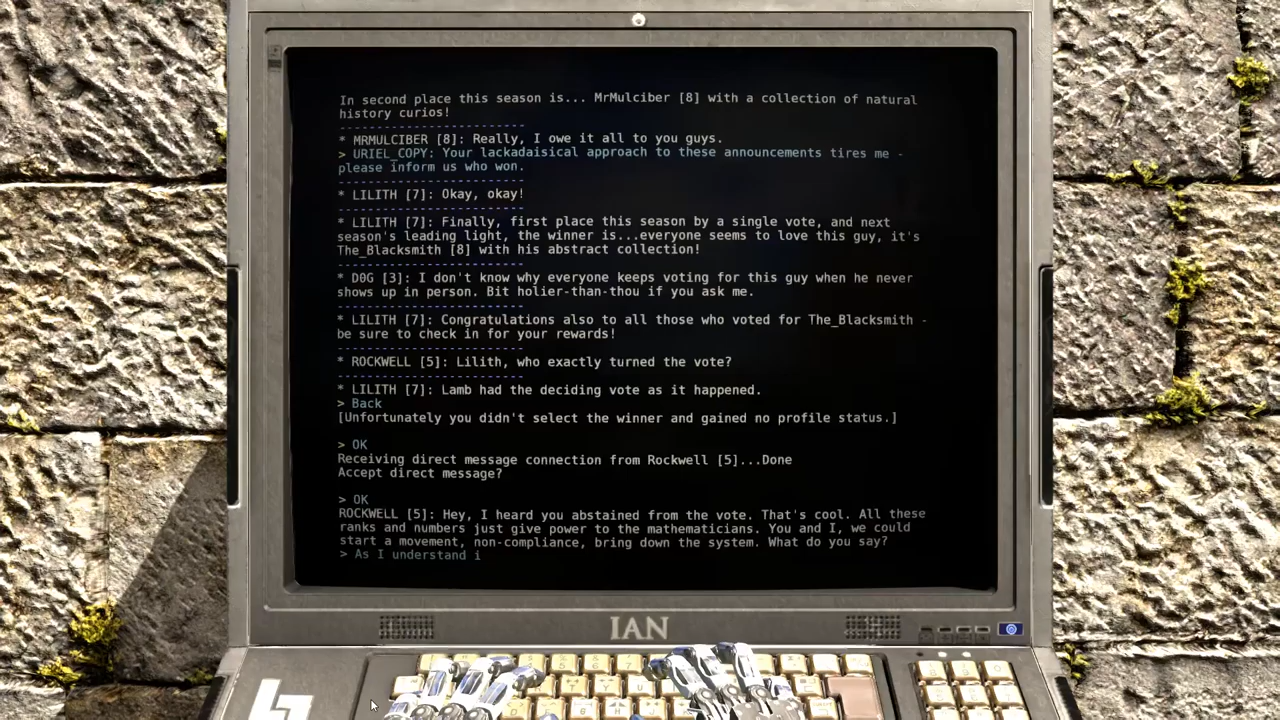 In second place this season is... MrMulciber [8] with a collection of natural
history curios!
-------------------------
* MRMULCIBER [8]: Really, I owe it all to you guys.
> URIEL_COPY: Your lackadaisical approach to these announcements tires me -
please inform us who won.
-------------------------
* LILITH [7]: Okay, okay!
-------------------------
* LILITH [7]: Finally, first place this season by a single vote, and next
season's leading light, the winner is...everyone seems to love this guy, it's
The_Blacksmith [8] with his abstract collection!
-------------------------
* D0G [3]: I don't know why everyone keeps voting for this guy when he never
shows up in person. Bit holier-than-thou if you ask me.
-------------------------
* LILITH [7]: Congratulations also to all those who voted for The_Blacksmith -
be sure to check in for your rewards!
-------------------------
* ROCKWELL [5]: Lilith, who exactly turned the vote?
-------------------------
* LILITH [7]: Lamb had the deciding vote as it happened.
> Back
[Unfortunately you didn't select the winner and gained no profile status.]
> OK
Receiving direct message connection from Rockwell [5]...Done
Accept direct message?
> OK
ROCKWELL [5]: Hey, I heard you abstained from the vote. That's cool. All these
ranks and numbers just give power to the mathematicians. You and I, we could
start a movement, non-compliance, bring down the system. What do you say?
> As I understand i
IAN